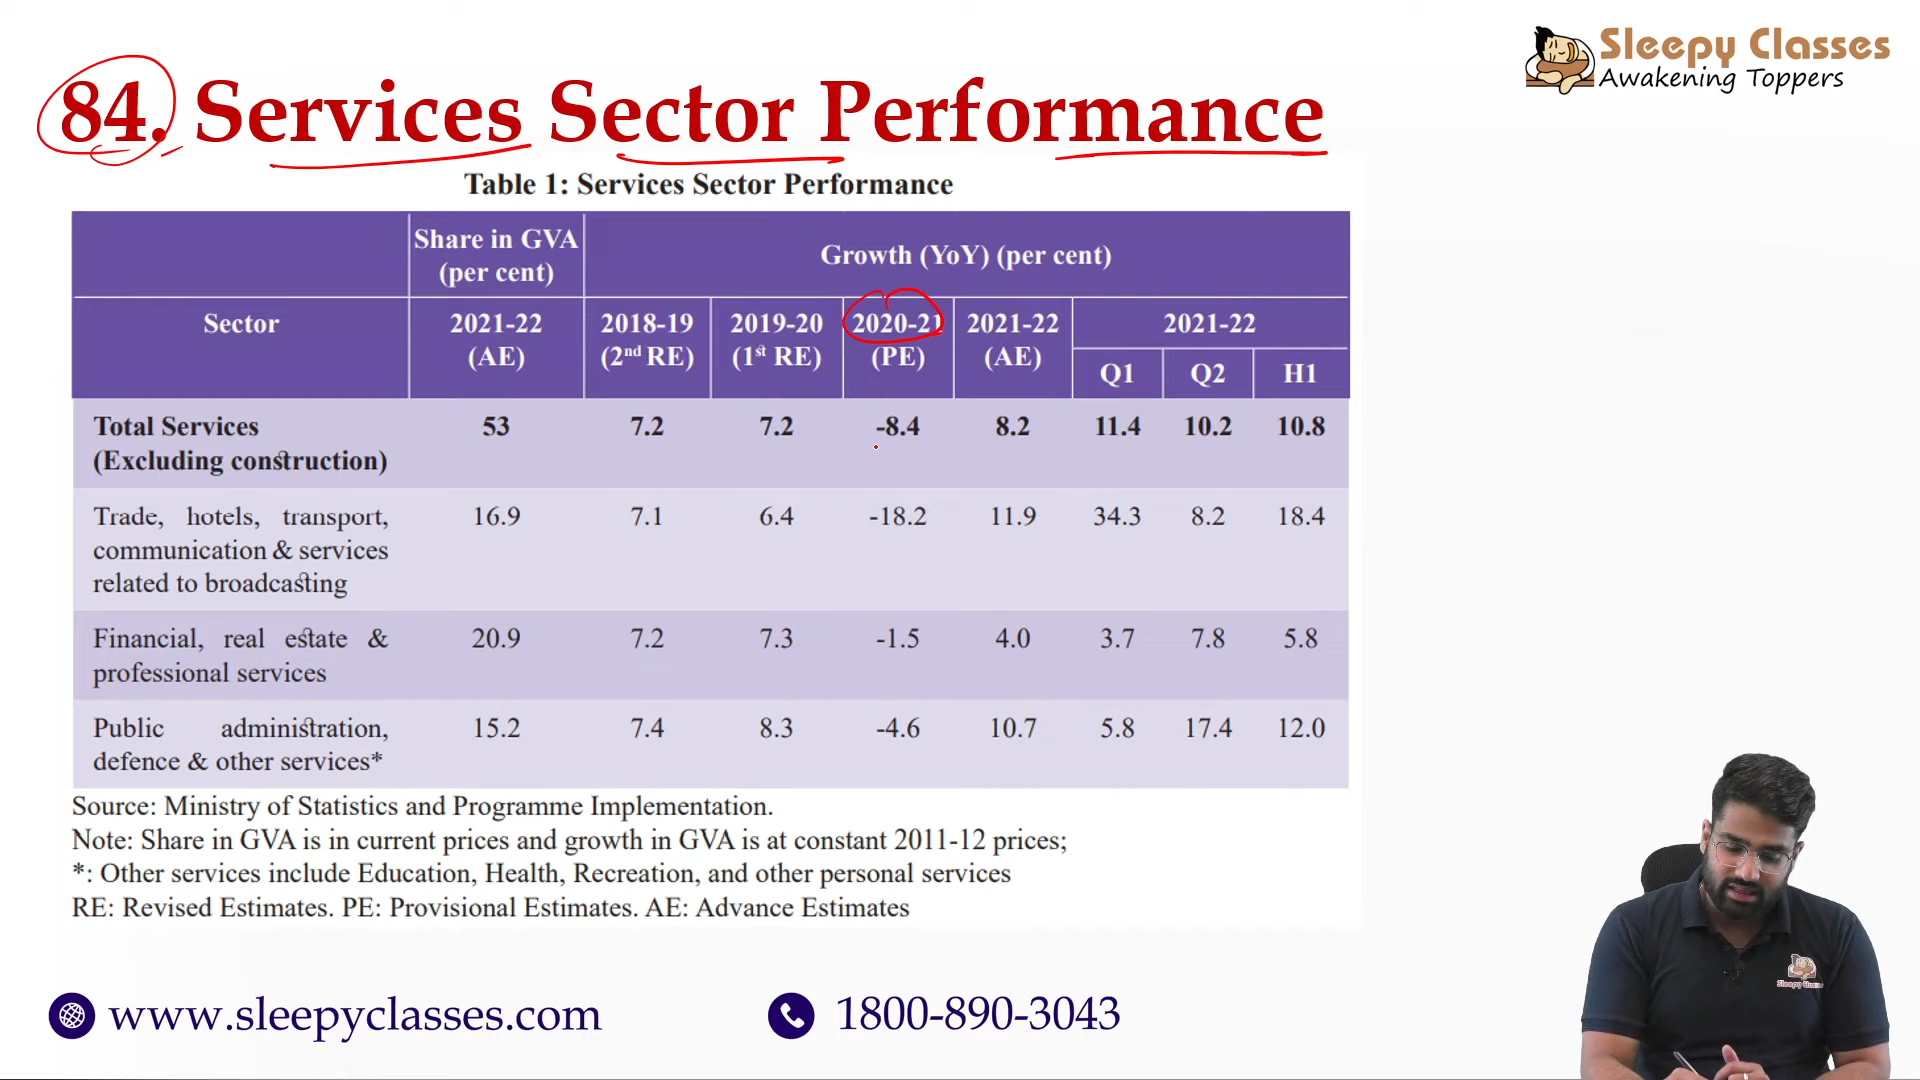 Sleepy Classes
Awakening Toppers
84. Services Sector Performance
Table 1: Services Sector Performance
Share in GVA (per cent) Growth (YoY) (per cent)
Sector 2021-22 (AE) 2018-19 (2nd RE) 2019-20 (1st RE) 2020-21 (PE) 2021-22 (AE) 2021-22
Q1 Q2 H1
Total Services 53 7.2 7.2 -8.4 8.2 11.4 10.2 10.8
(Excluding construction)
Trade, hotels, transport, 16.9 7.1 6.4 -18.2 11.9 34.3 8.2 18.4
communication & services
related to broadcasting
Financial, real estate & 20.9 7.2 7.3 -1.5 4.0 3.7 7.8 5.8
professional services
Public administration, 15.2 7.4 8.3 -4.6 10.7 5.8 17.4 12.0
defence & other services*
Source: Ministry of Statistics and Programme Implementation.
Note: Share in GVA is in current prices and growth in GVA is at constant 2011-12 prices;
*: Other services include Education, Health, Recreation, and other personal services
RE: Revised Estimates. PE: Provisional Estimates. AE: Advance Estimates
www.sleepyclasses.com
1800-890-3043
Sleepy Classes